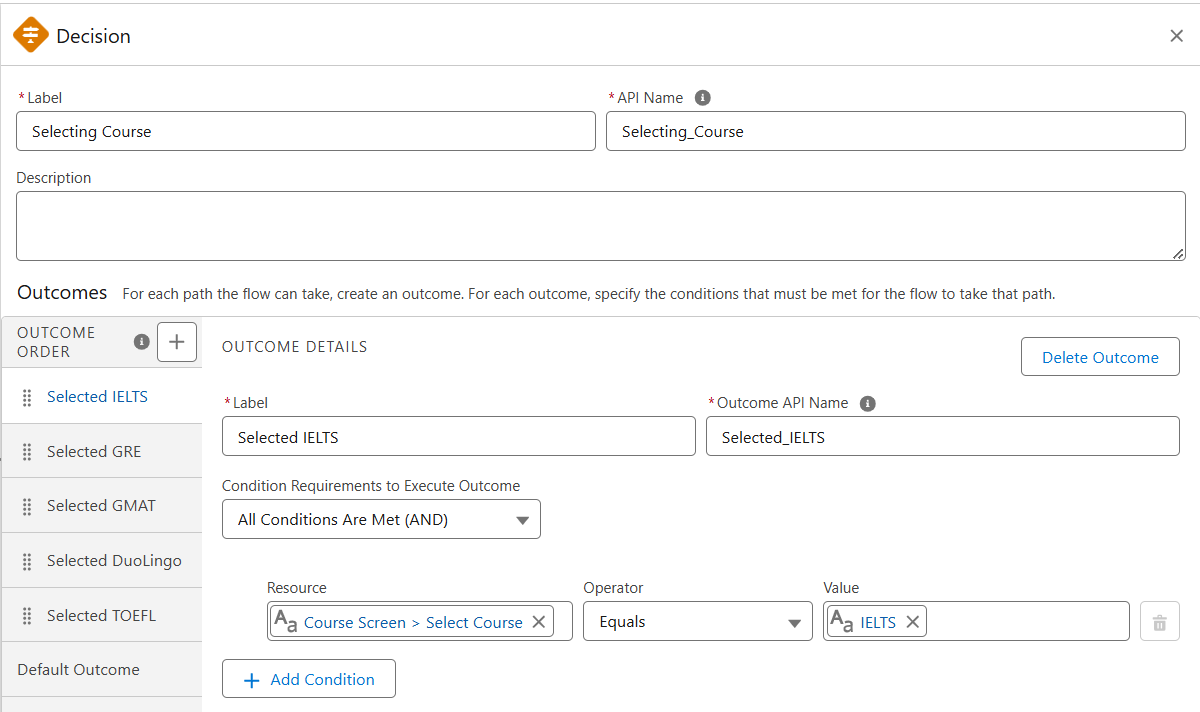 Decision
* Label
* API Name
Selecting Course
Selecting_Course
Description
Outcomes For each path the flow can take, create an outcome. For each outcome, specify the conditions that must be met for the flow to take that path.
OUTCOME
ORDER
OUTCOME DETAILS
Delete Outcome
Selected IELTS
Selected GRE
Selected GMAT
Selected DuoLingo
Selected TOEFL
Default Outcome
* Label
* Outcome API Name
Selected IELTS
Selected_IELTS
Condition Requirements to Execute Outcome
All Conditions Are Met (AND)
Resource
Operator
Value
Aa Course Screen > Select Course
Equals
Aa IELTS
+ Add Condition